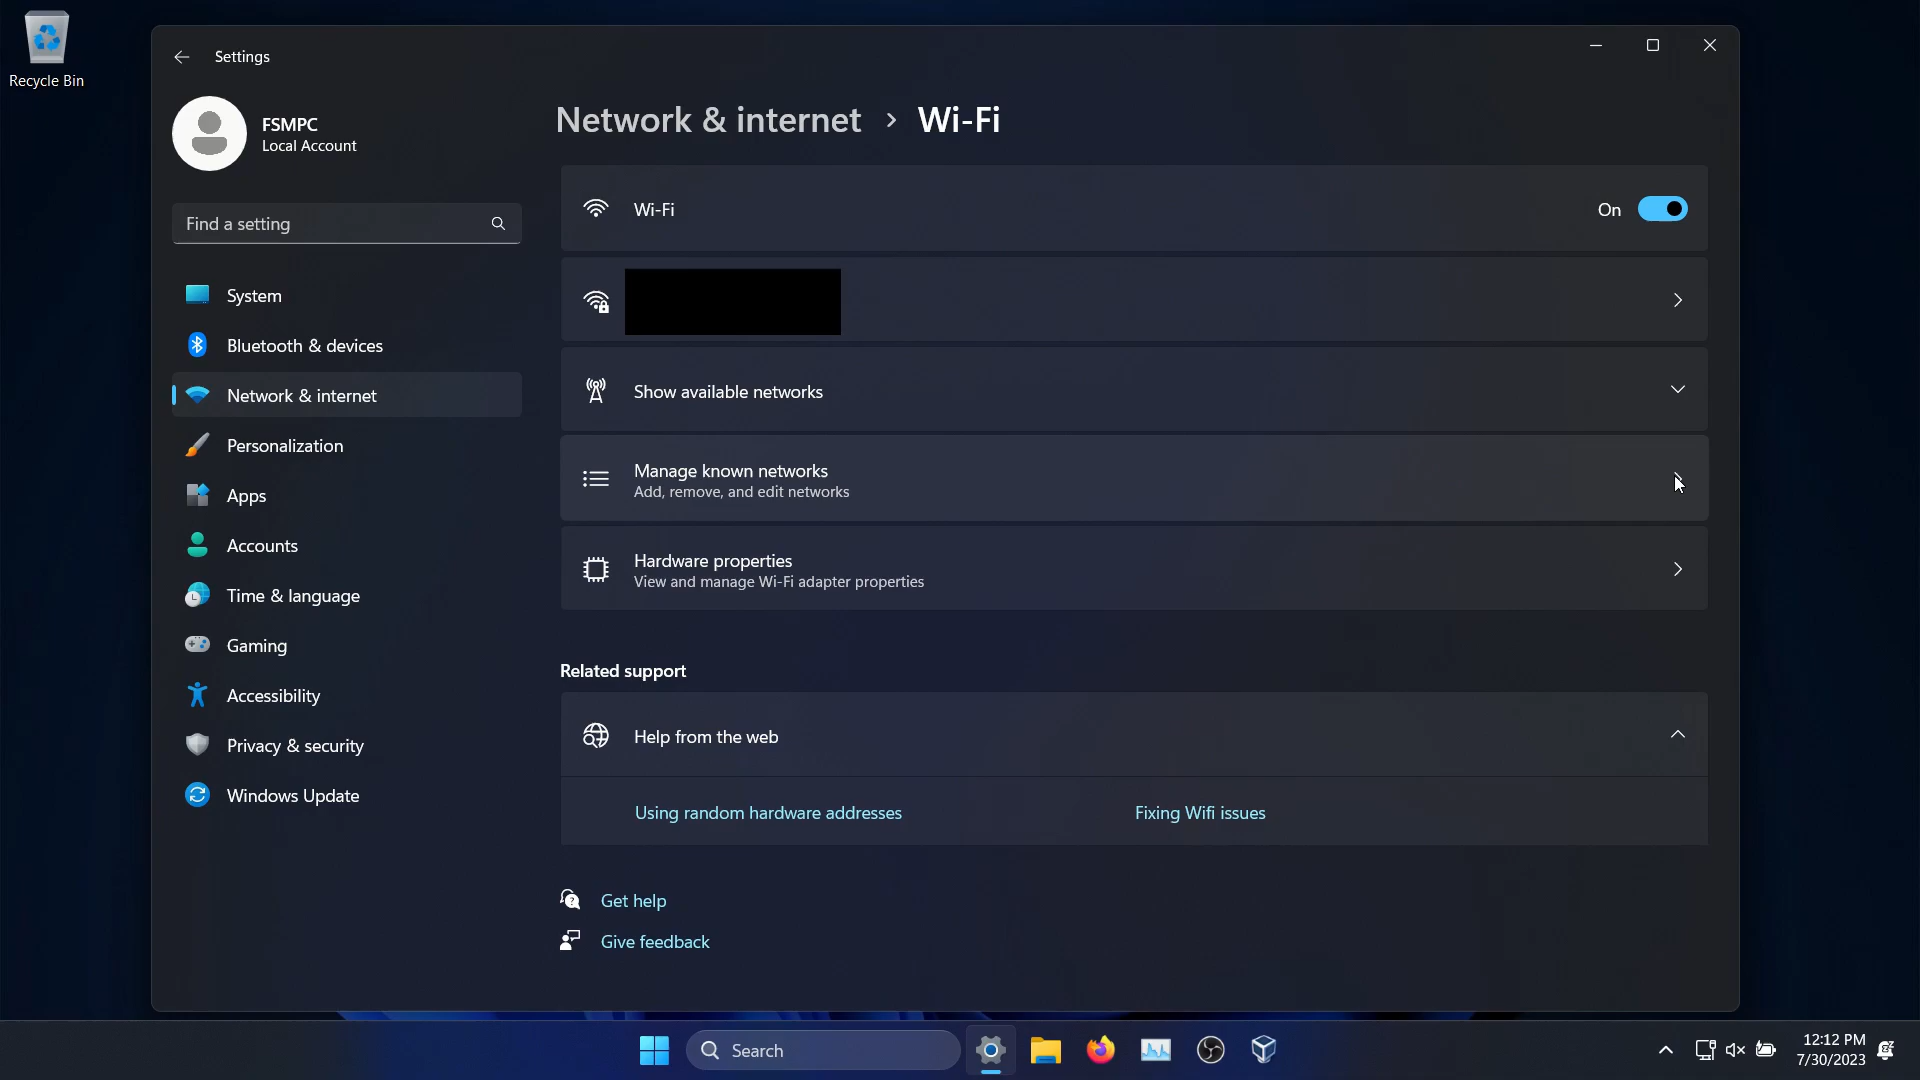 Recycle Bin
Settings
FSMPC
Local Account
Find a setting
System
Bluetooth & devices
Network & internet
Personalization
Apps
Accounts
Time & language
Gaming
Accessibility
Privacy & security
Windows Update
Network & internet › Wi-Fi
Wi-Fi
On
Show available networks
Manage known networks
Add, remove, and edit networks
Hardware properties
View and manage Wi-Fi adapter properties
Related support
Help from the web
Using random hardware addresses
Fixing Wifi issues
Get help
Give feedback
Search
12:12 PM
7/30/2023